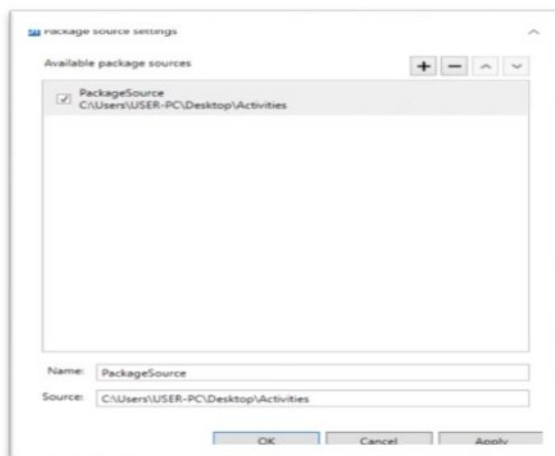 Package source settings
Available package sources
PackageSource
C:\Users\USER-PC\Desktop\Activities
Name: PackageSource
Source: C:\Users\USER-PC\Desktop\Activities
OK Cancel Apply